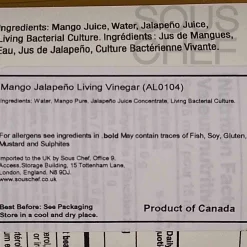 Ingredients: Mango Juice, Water, Jalapeño Juice,
Living Bacterial Culture. Ingrédients : Jus de Mangues,
Eau, Jus de Jalapeño, Culture Bactérienne Vivante.
SOUS
CHEF
Mango Jalapeño Living Vinegar (AL0104)
Ingredients: Water, Mango Pure, Jalapeño Juice Concentrate, Living Bacterial Culture.
For allergens see ingredients in .bold May contain traces of Fish, Soy, Gluten,
Mustard and Sulphites
Imported to the UK by Sous Chef, Office 9,
Access Storage Building, 15 Tottenham Lane,
London, England, N8 9DJ
www.souschef.co.uk
Best Before: See Packaging
Store in a cool and dry place.
Product of Canada